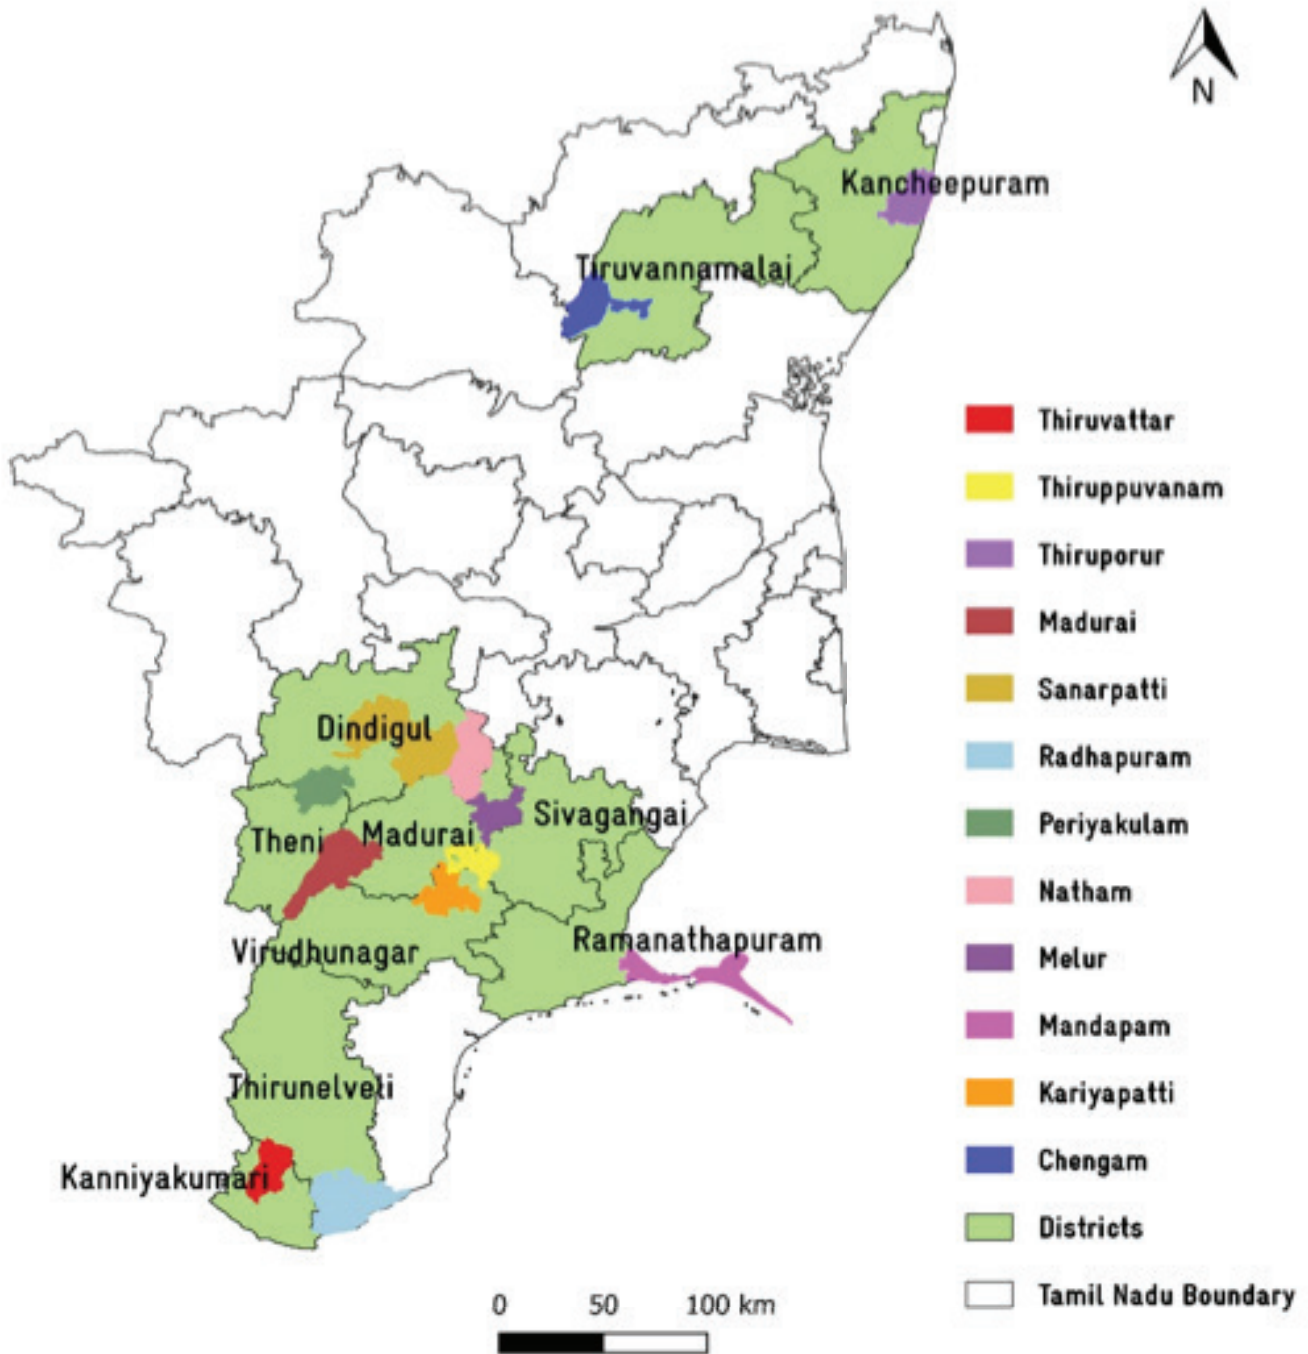 N
Kancheepuram
Tiruvannamalai
Dindigul
Sivagangai
Theni
Madurai
Ramanathapuram
Virudhunagar
Thirunelveli
Kanniyakumari
Thiruvattar
Thiruppuvanam
Thiruporur
Madurai
Sanarpatti
Radhapuram
Periyakulam
Natham
Melur
Mandapam
Kariyapatti
Chengam
Districts
Tamil Nadu Boundary
0 50 100 km